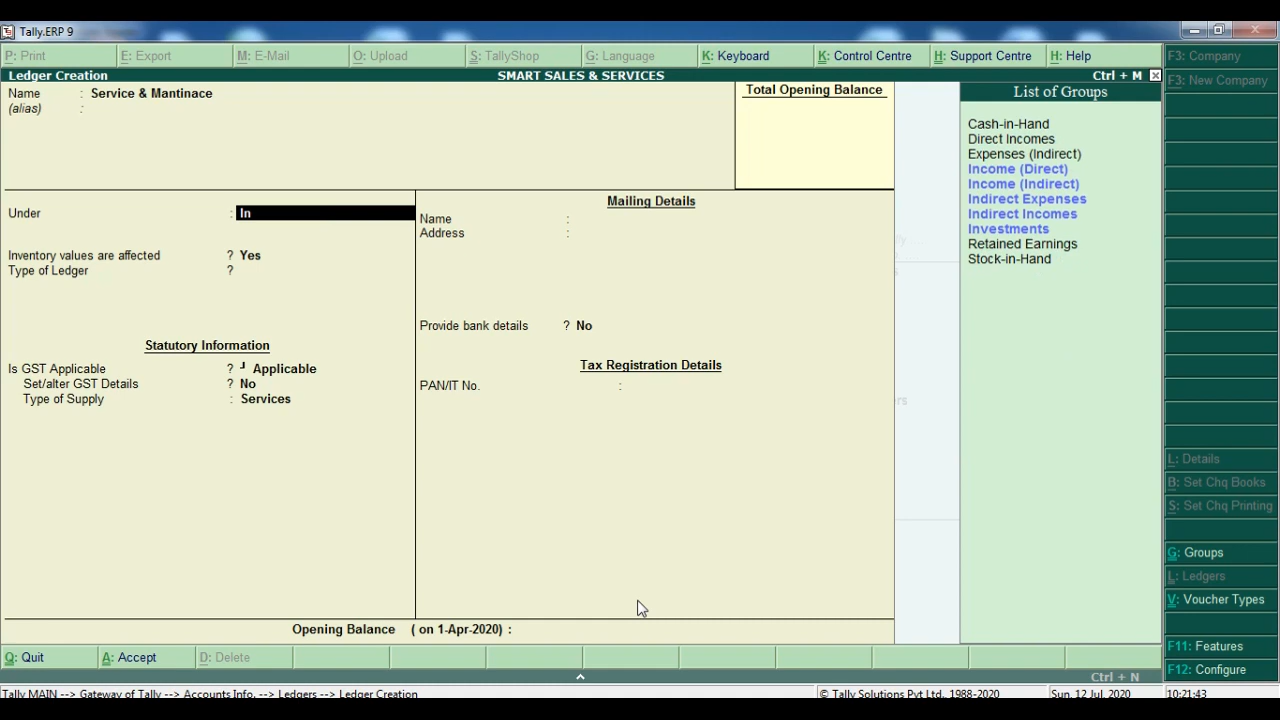 Tally.ERP 9
P: Print E: Export M: E-Mail O: Upload S: TallyShop G: Language K: Keyboard K: Control Centre H: Support Centre H: Help
F3: Company
Ledger Creation SMART SALES & SERVICES Ctrl + M
F3: New Company
Name : Service & Mantinace
(alias) :
Total Opening Balance
List of Groups
Cash-in-Hand
Direct Incomes
Expenses (Indirect)
Income (Direct)
Income (Indirect)
Indirect Expenses
Indirect Incomes
Investments
Retained Earnings
Stock-in-Hand
Under : In
Inventory values are affected ? Yes
Type of Ledger ?
Statutory Information
Is GST Applicable ? ┘ Applicable
Set/alter GST Details ? No
Type of Supply : Services
Mailing Details
Name :
Address :
Provide bank details ? No
Tax Registration Details
PAN/IT No. :
Opening Balance ( on 1-Apr-2020) :
L: Details
B: Set Chq Books
S: Set Chq Printing
G: Groups
L: Ledgers
V: Voucher Types
F11: Features
F12: Configure
Q: Quit A: Accept D: Delete
Ctrl + N
Tally MAIN --> Gateway of Tally --> Accounts Info. --> Ledgers --> Ledger Creation © Tally Solutions Pvt Ltd., 1988-2020 Sun, 12 Jul, 2020 10:21:43